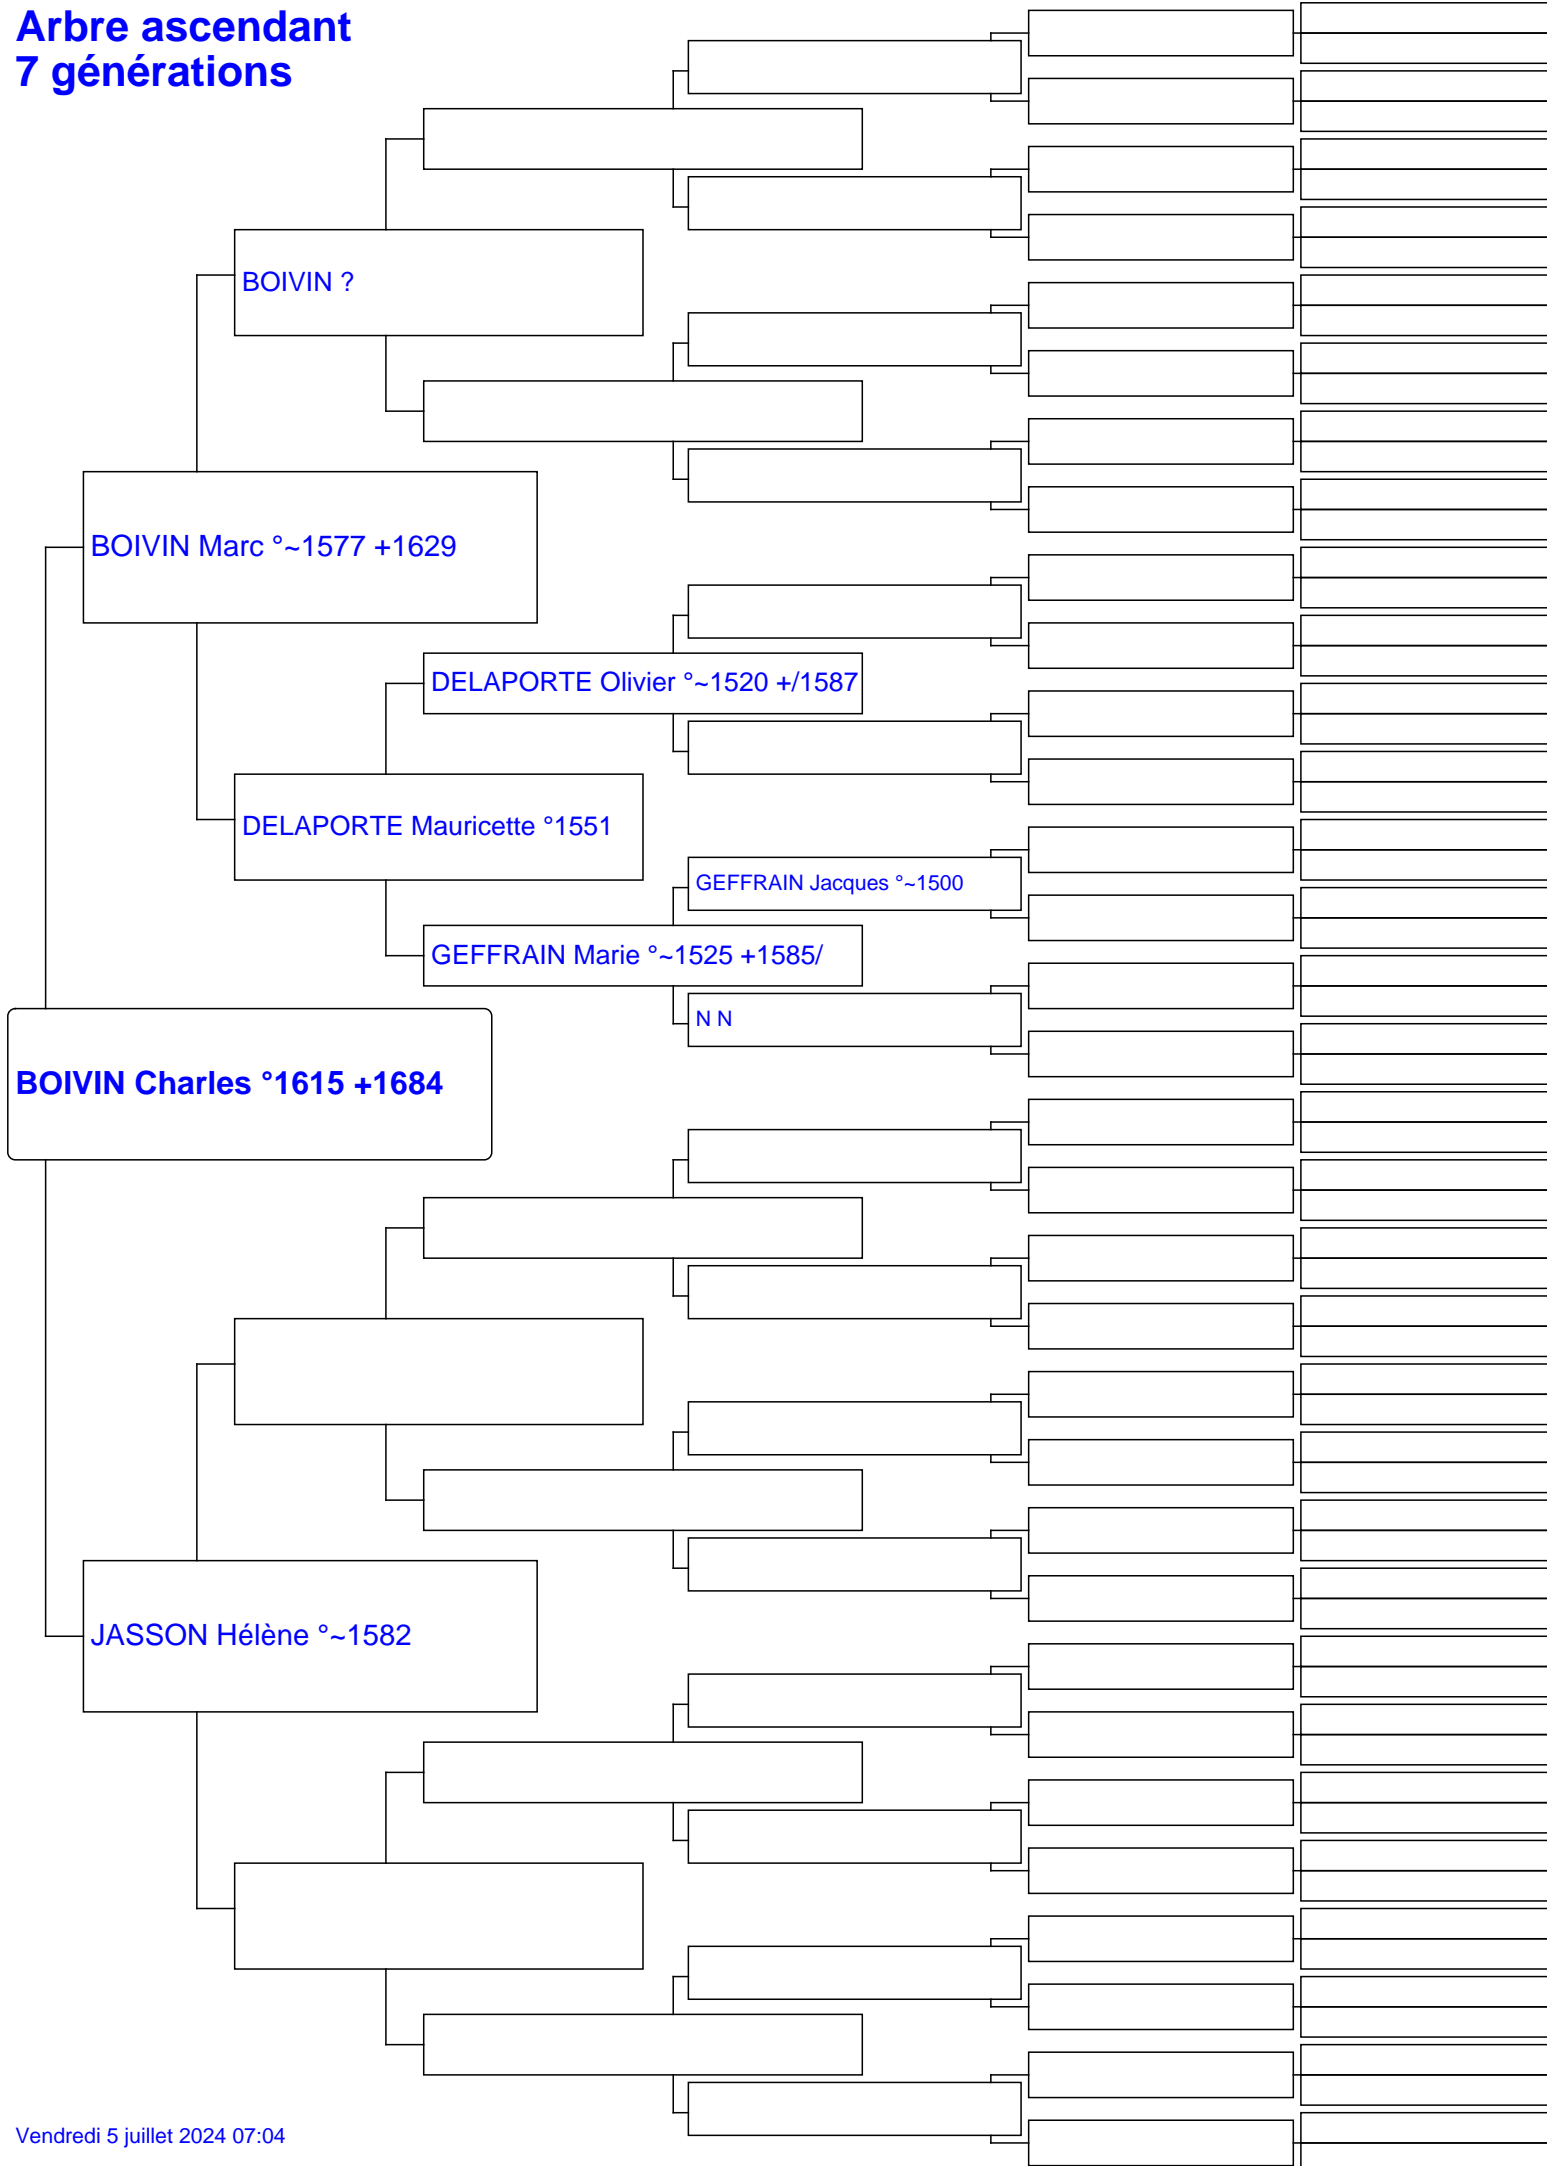 Arbre ascendant
7 générations
BOIVIN ?
BOIVIN Marc °~1577 +1629
DELAPORTE Olivier °~1520 +/1587
DELAPORTE Mauricette °1551
GEFFRAIN Jacques °~1500
GEFFRAIN Marie °~1525 +1585/
N N
BOIVIN Charles °1615 +1684
JASSON Hélène °~1582
Vendredi 5 juillet 2024 07:04